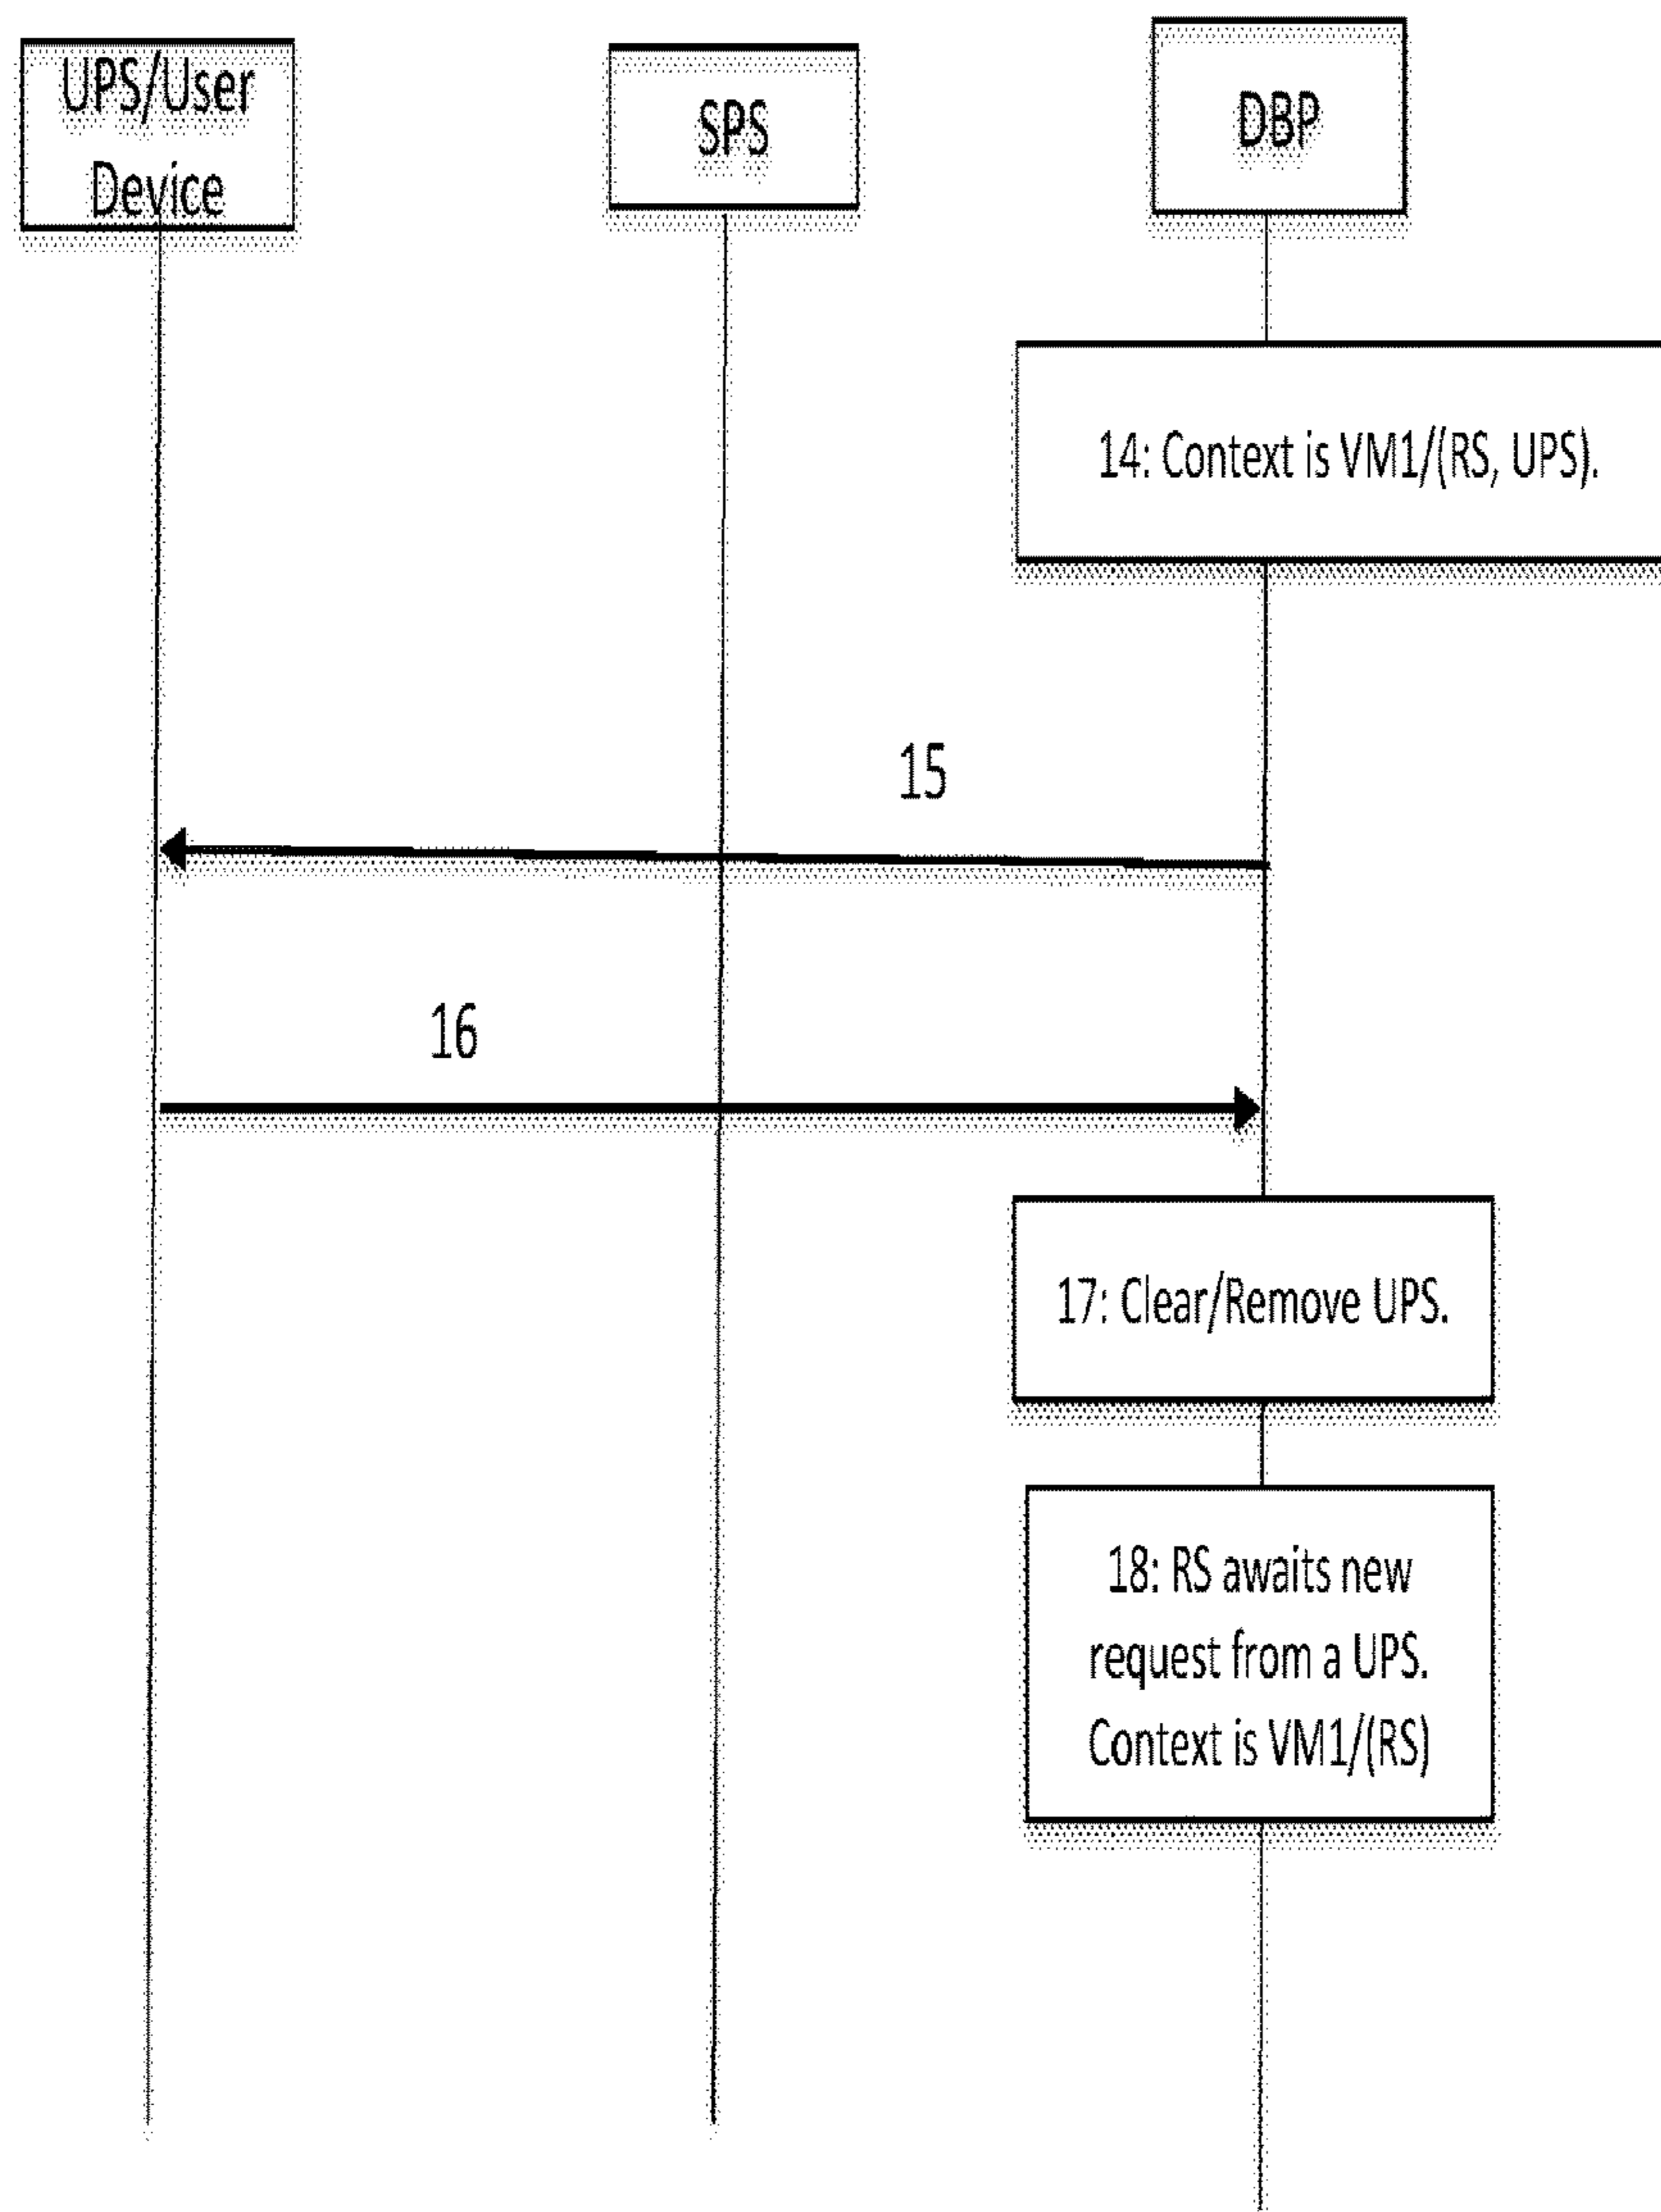 UPS/User
Device
SPS
DBP
14: Context is VM1/(RS, UPS).
15
16
17: Clear/Remove UPS.
18: RS awaits new
request from a UPS.
Context is VM1/(RS)